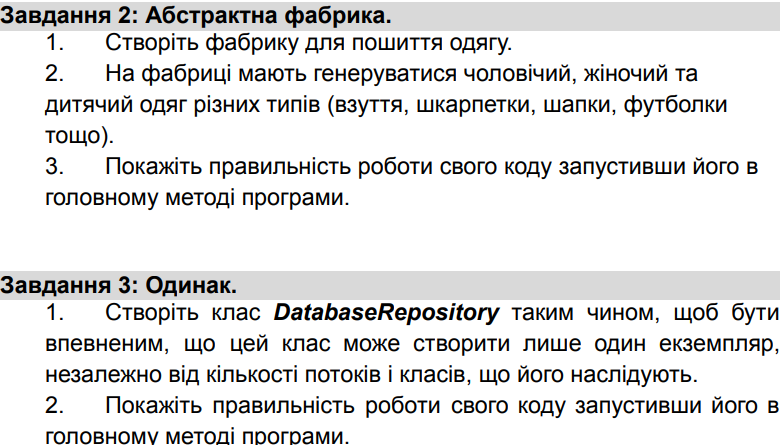 Завдання 2: Абстрактна фабрика.
1. Створіть фабрику для пошиття одягу.
2. На фабриці мають генеруватися чоловічий, жіночий та
дитячий одяг різних типів (взуття, шкарпетки, шапки, футболки
тощо).
3. Покажіть правильність роботи свого коду запустивши його в
головному методі програми.
Завдання 3: Одинак.
1. Створіть клас DatabaseRepository таким чином, щоб бути
впевненим, що цей клас може створити лише один екземпляр,
незалежно від кількості потоків і класів, що його наслідують.
2. Покажіть правильність роботи свого коду запустивши його в
головному методі програми.